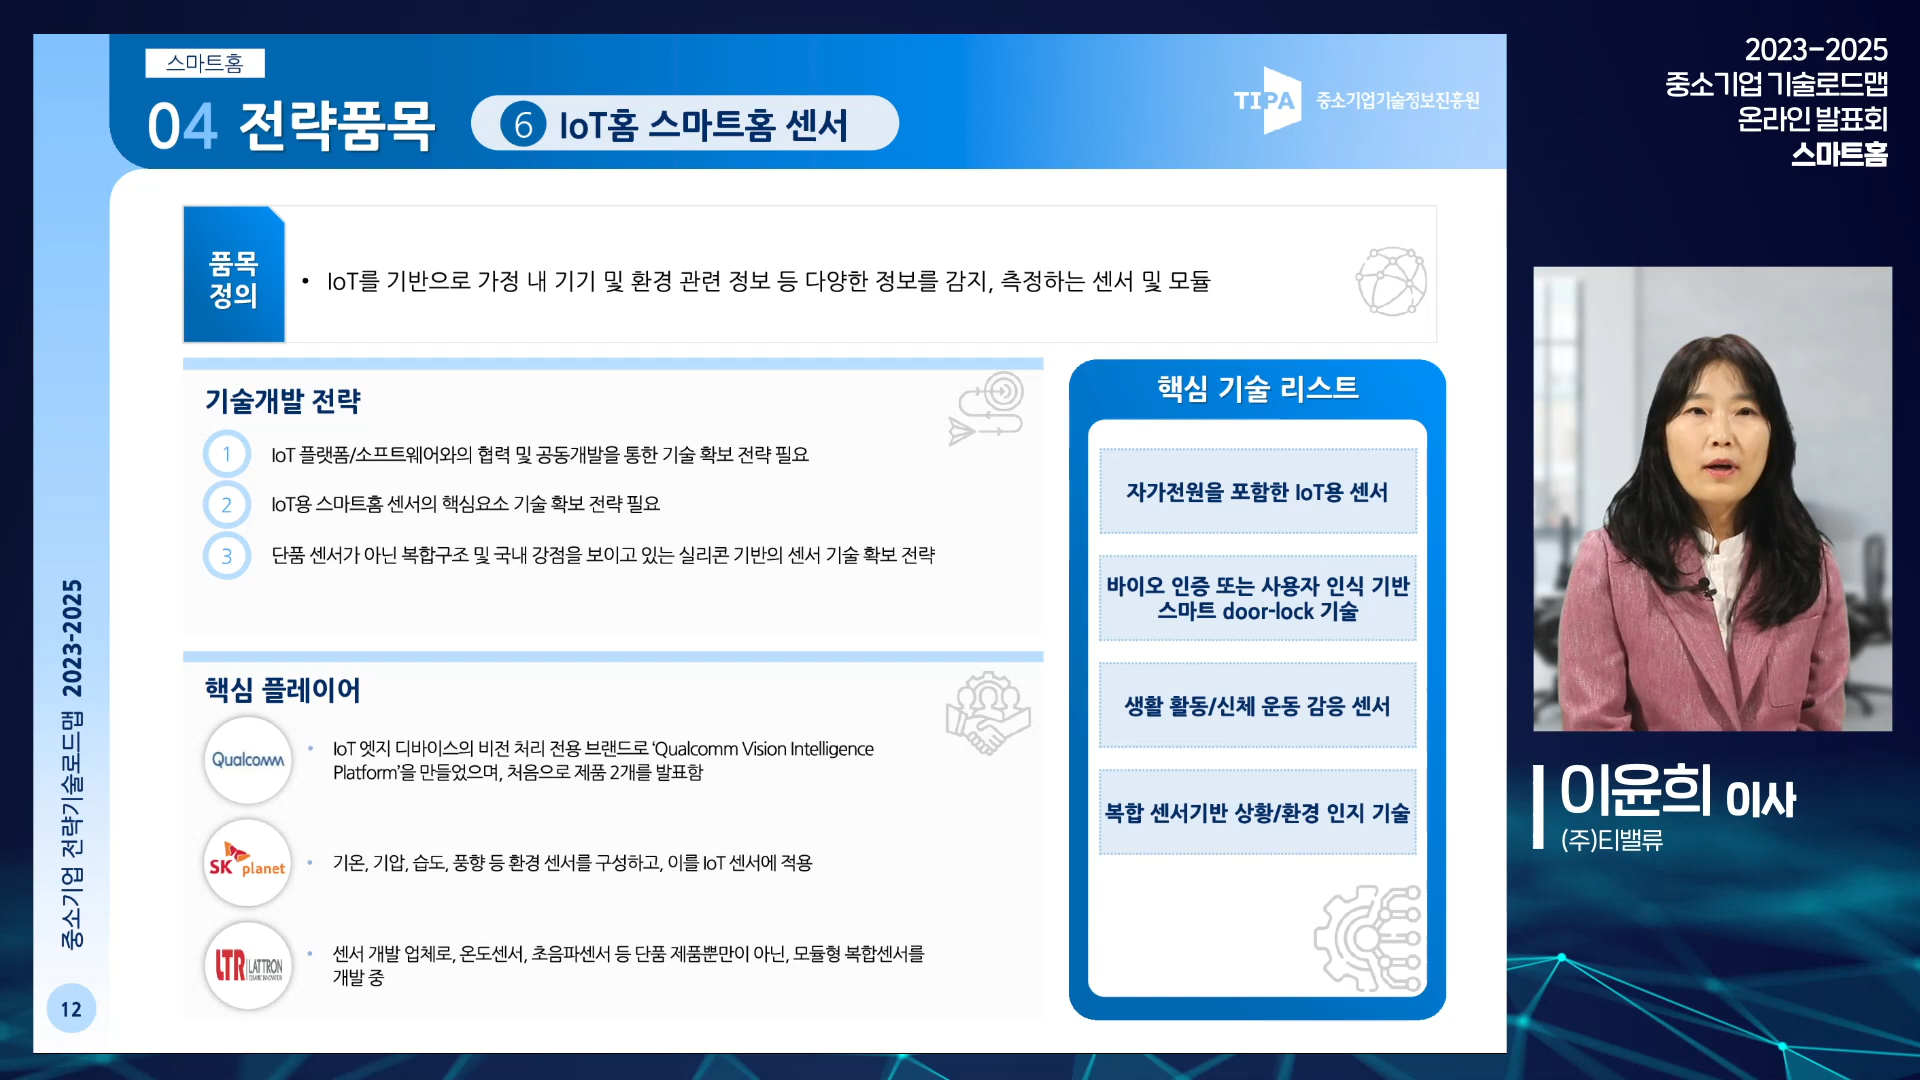 스마트홈
04 전략품목
6 IoT홈 스마트홈 센서
TIPA 중소기업기술정보진흥원
품목
정의
• IoT를 기반으로 가정 내 기기 및 환경 관련 정보 등 다양한 정보를 감지, 측정하는 센서 및 모듈
기술개발 전략
1 IoT 플랫폼/소프트웨어와의 협력 및 공동개발을 통한 기술 확보 전략 필요
2 IoT용 스마트홈 센서의 핵심요소 기술 확보 전략 필요
3 단품 센서가 아닌 복합구조 및 국내 강점을 보이고 있는 실리콘 기반의 센서 기술 확보 전략
핵심 플레이어
Qualcomm
• IoT 엣지 디바이스의 비전 처리 전용 브랜드로 ‘Qualcomm Vision Intelligence
Platform’을 만들었으며, 처음으로 제품 2개를 발표함
SK planet
• 기온, 기압, 습도, 풍향 등 환경 센서를 구성하고, 이를 IoT 센서에 적용
LTR LATTRON
• 센서 개발 업체로, 온도센서, 초음파센서 등 단품 제품뿐만이 아닌, 모듈형 복합센서를
개발 중
핵심 기술 리스트
자가전원을 포함한 IoT용 센서
바이오 인증 또는 사용자 인식 기반
스마트 door-lock 기술
생활 활동/신체 운동 감응 센서
복합 센서기반 상황/환경 인지 기술
중소기업 전략기술로드맵 2023-2025
12
2023-2025
중소기업 기술로드맵
온라인 발표회
스마트홈
이윤희 이사
(주)티밸류